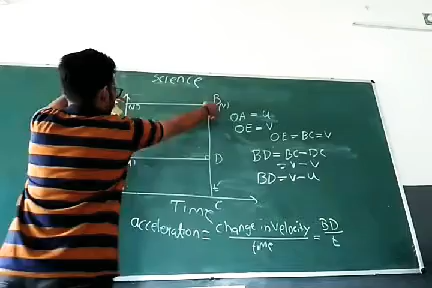 science
B
(v)
OA = u
OE = V
OE = BC = V
BD = BC - DC
= V - V
BD = V - u
D
t
Time C
acceleration = change in velocity / time = BD / t